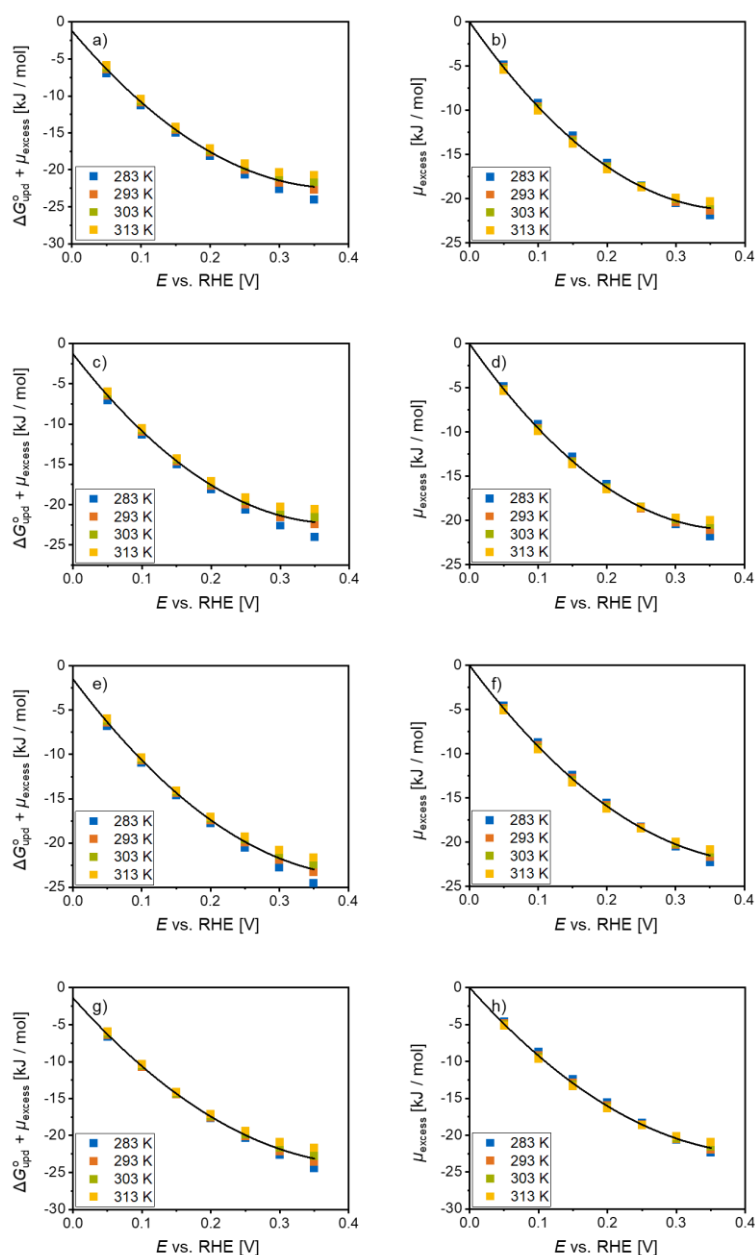 a)
ΔG°upd + μexcess [kJ / mol]
0
-5
-10
-15
-20
-25
-30
283 K
293 K
303 K
313 K
0.0 0.1 0.2 0.3 0.4
E vs. RHE [V]
b)
μexcess [kJ / mol]
0
-5
-10
-15
-20
-25
283 K
293 K
303 K
313 K
0.0 0.1 0.2 0.3 0.4
E vs. RHE [V]
c)
ΔG°upd + μexcess [kJ / mol]
0
-5
-10
-15
-20
-25
283 K
293 K
303 K
313 K
0.0 0.1 0.2 0.3 0.4
E vs. RHE [V]
d)
μexcess [kJ / mol]
0
-5
-10
-15
-20
-25
283 K
293 K
303 K
313 K
0.0 0.1 0.2 0.3 0.4
E vs. RHE [V]
e)
ΔG°upd + μexcess [kJ / mol]
0
-5
-10
-15
-20
-25
283 K
293 K
303 K
313 K
0.0 0.1 0.2 0.3 0.4
E vs. RHE [V]
f)
μexcess [kJ / mol]
0
-5
-10
-15
-20
-25
283 K
293 K
303 K
313 K
0.0 0.1 0.2 0.3 0.4
E vs. RHE [V]
g)
ΔG°upd + μexcess [kJ / mol]
0
-5
-10
-15
-20
-25
-30
283 K
293 K
303 K
313 K
0.0 0.1 0.2 0.3 0.4
E vs. RHE [V]
h)
μexcess [kJ / mol]
0
-5
-10
-15
-20
-25
-30
283 K
293 K
303 K
313 K
0.0 0.1 0.2 0.3 0.4
E vs. RHE [V]